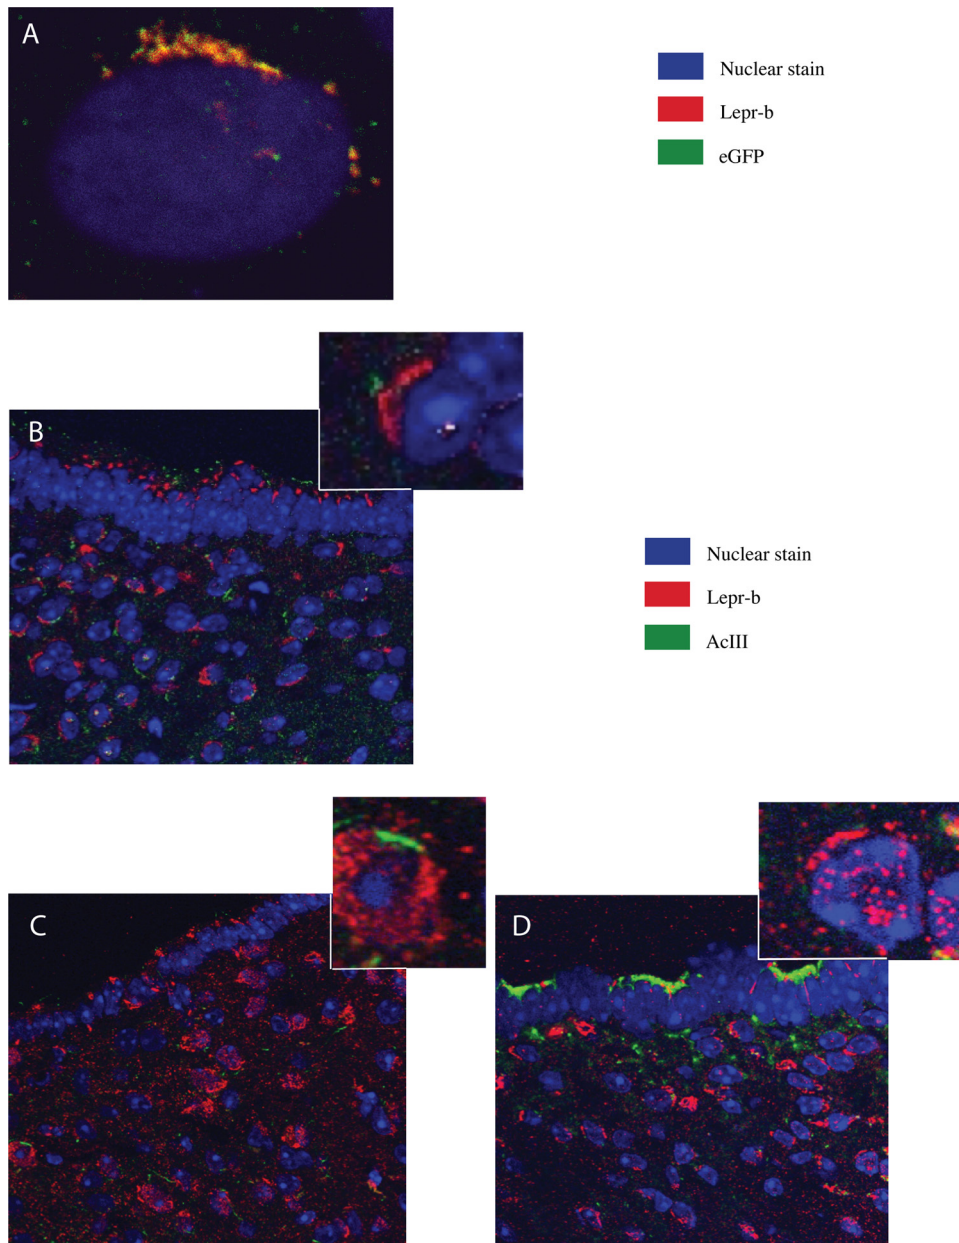 A
Nuclear stain
Lepr-b
eGFP
B
Nuclear stain
Lepr-b
AcIII
C
D